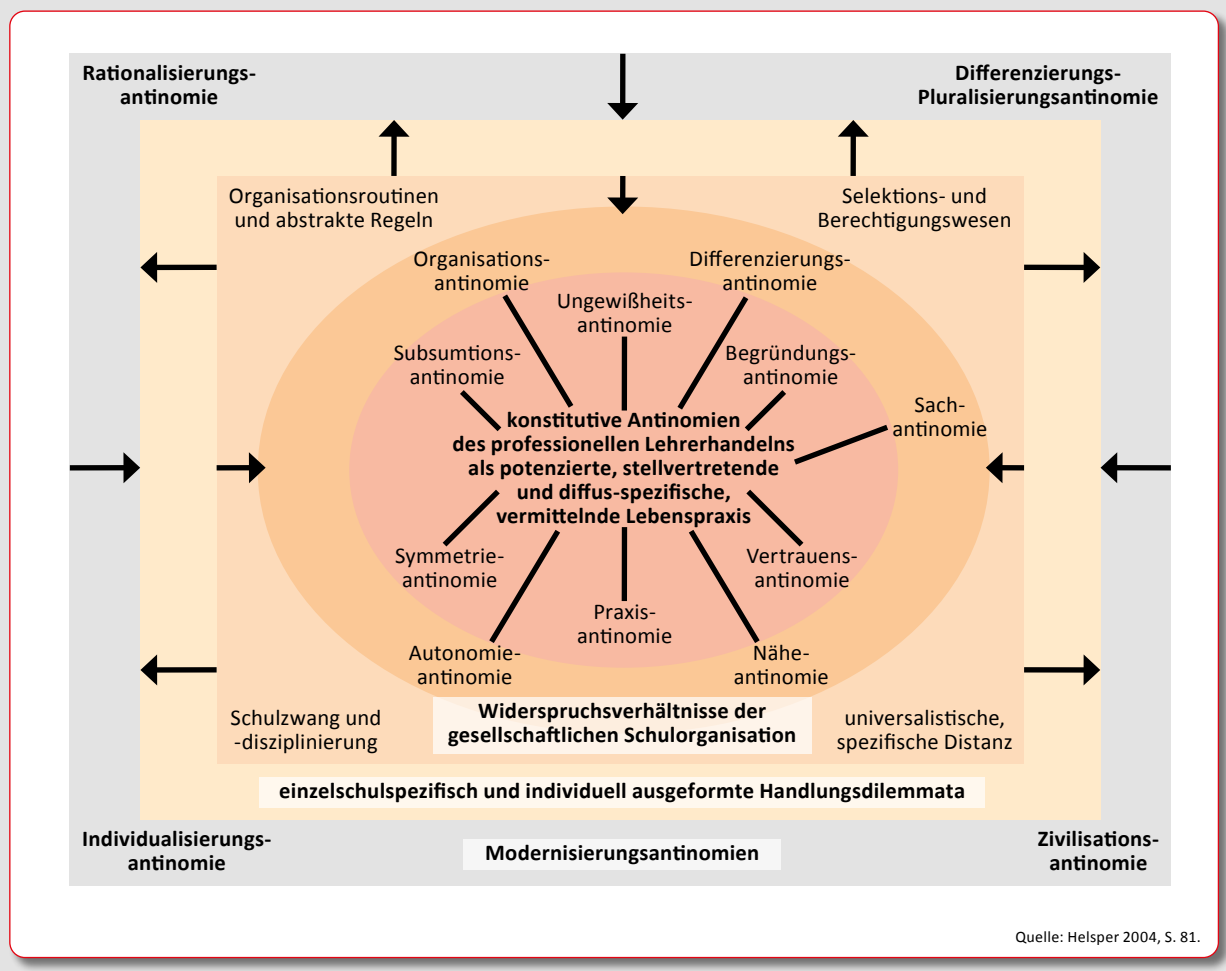 Rationalisierungs-
antinomie
Differenzierungs-
Pluralisierungsantinomie
Organisationsroutinen
und abstrakte Regeln
Selektions- und
Berechtigungswesen
Organisations-
antinomie
Differenzierungs-
antinomie
Ungewißheits-
antinomie
Subsumtions-
antinomie
Begründungs-
antinomie
Sach-
antinomie
konstitutive Antinomien
des professionellen Lehrerhandelns
als potenzierte, stellvertretende
und diffus-spezifische,
vermittelnde Lebenspraxis
Symmetrie-
antinomie
Vertrauens-
antinomie
Praxis-
antinomie
Autonomie-
antinomie
Nähe-
antinomie
Schulzwang und
-disziplinierung
Widerspruchsverhältnisse der
gesellschaftlichen Schulorganisation
universalistische,
spezifische Distanz
einzelschulspezifisch und individuell ausgeformte Handlungsdilemmata
Individualisierungs-
antinomie
Modernisierungsantinomien
Zivilisations-
antinomie
Quelle: Helsper 2004, S. 81.